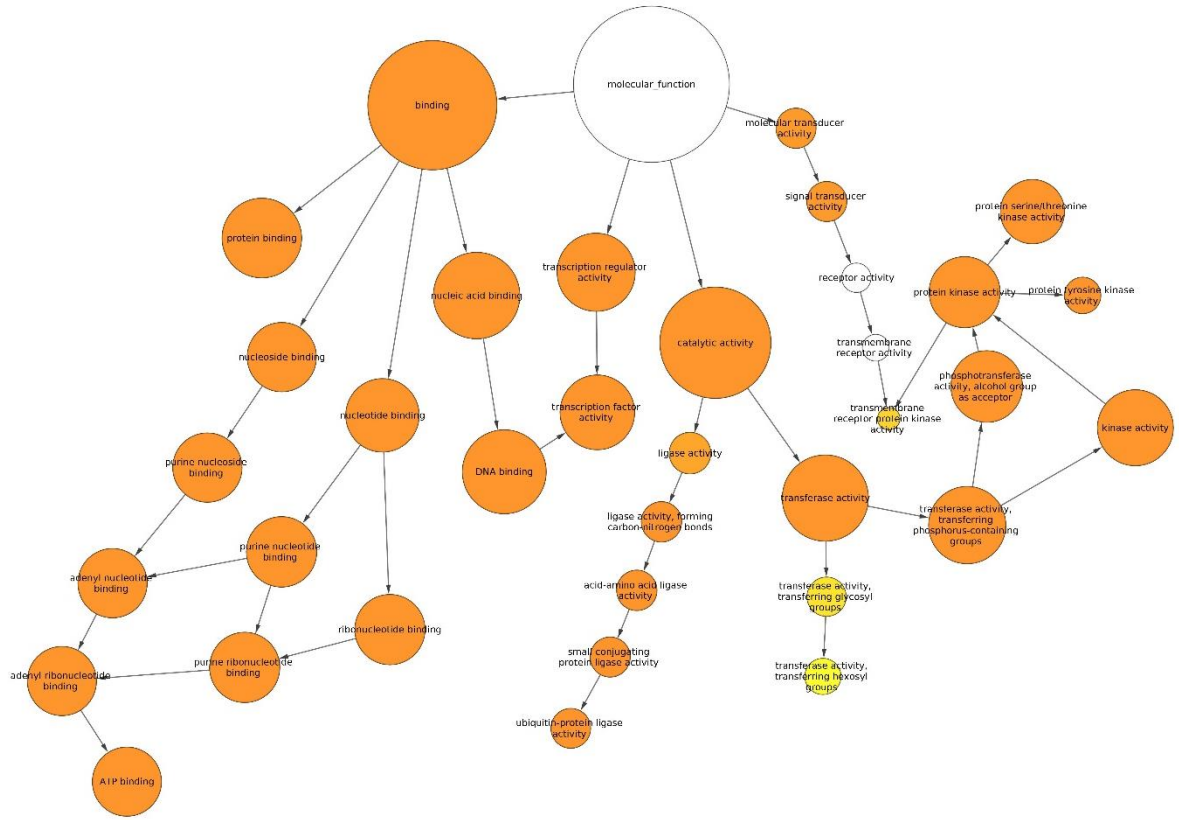 molecular_function
binding
molecular transducer
activity
signal transducer
activity
protein serine/threonine
kinase activity
protein binding
transcription regulator
activity
nucleic acid binding
receptor activity
protein kinase activity
protein tyrosine kinase
activity
catalytic activity
transmembrane
receptor activity
nucleoside binding
phosphotransferase
activity, alcohol group
as acceptor
nucleotide binding
transcription factor
activity
transmembrane
receptor protein kinase
activity
kinase activity
purine nucleoside
binding
DNA binding
ligase activity
transferase activity
ligase activity, forming
carbon-nitrogen bonds
transferase activity,
transferring
phosphorus-containing
groups
purine nucleotide
binding
adenyl nucleotide
binding
acid-amino acid ligase
activity
transferase activity,
transferring glycosyl
groups
ribonucleotide binding
adenyl ribonucleotide
binding
purine ribonucleotide
binding
small conjugating
protein ligase activity
transferase activity,
transferring hexosyl
groups
ubiquitin-protein ligase
activity
ATP binding